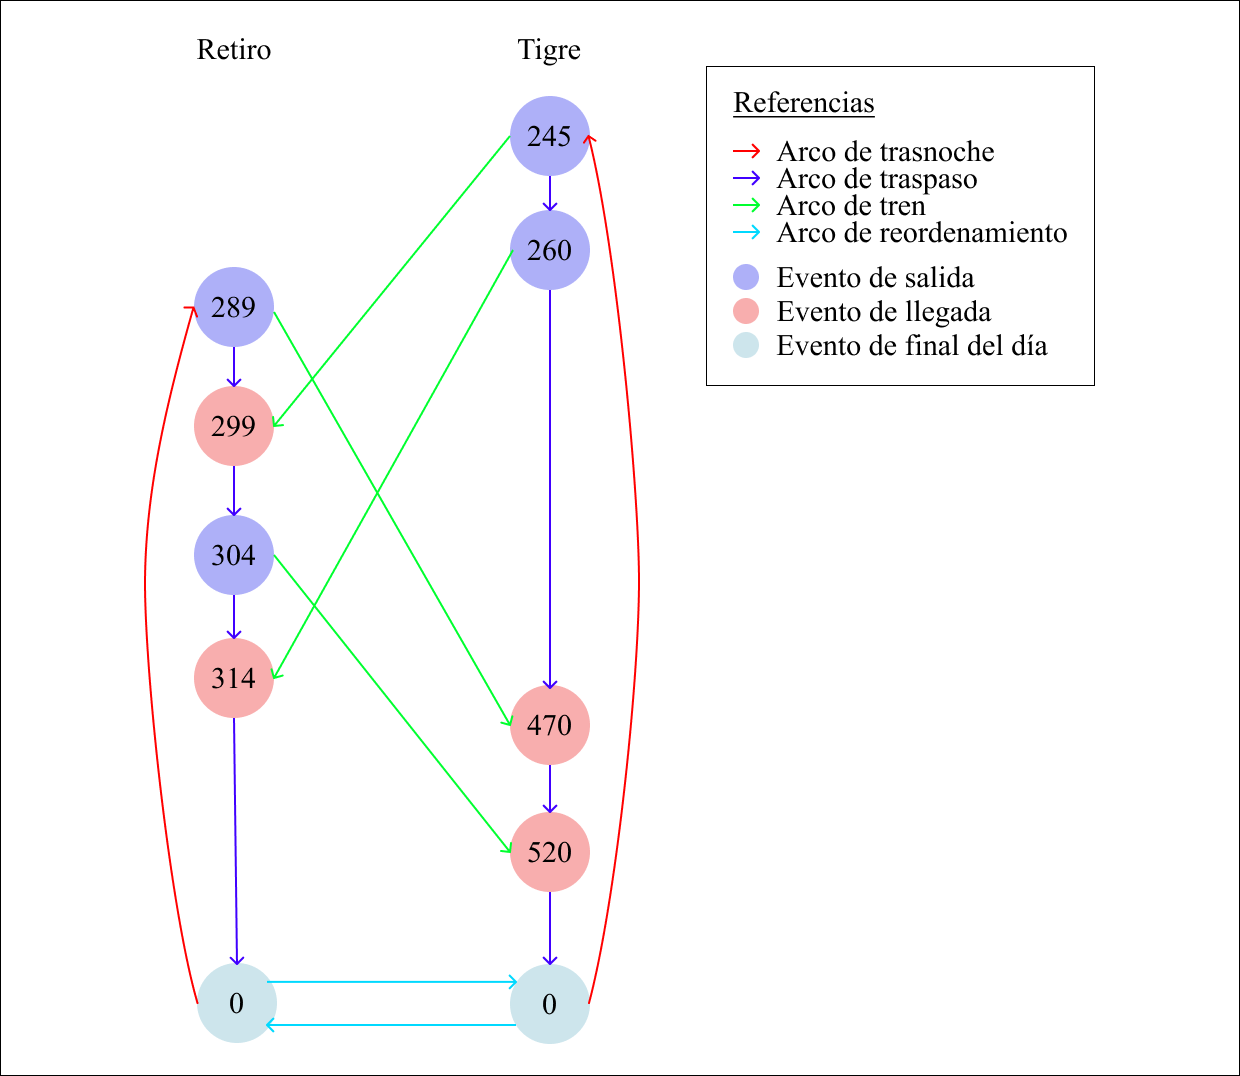 Retiro
Tigre
Referencias
Arco de trasnoche
Arco de traspaso
Arco de tren
Arco de reordenamiento
Evento de salida
Evento de llegada
Evento de final del día
245
260
289
299
304
314
470
520
0
0